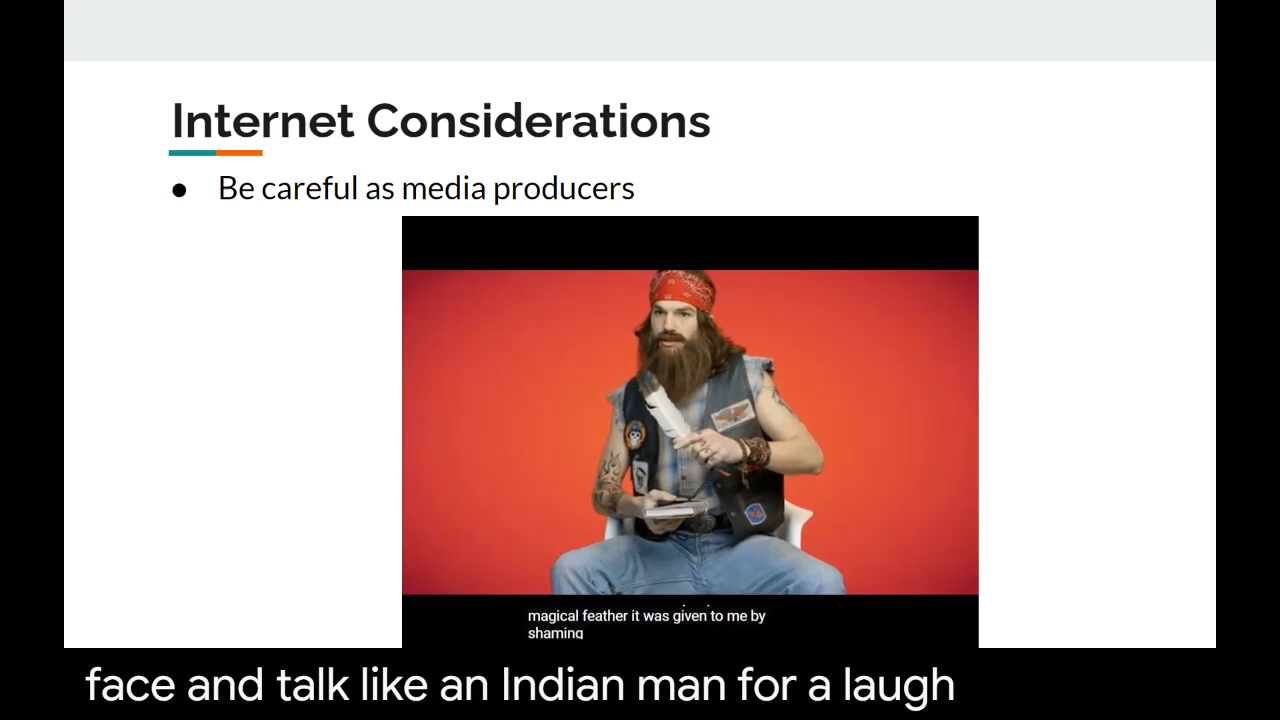 Internet Considerations
● Be careful as media producers
magical feather it was given to me by
shaming
face and talk like an Indian man for a laugh